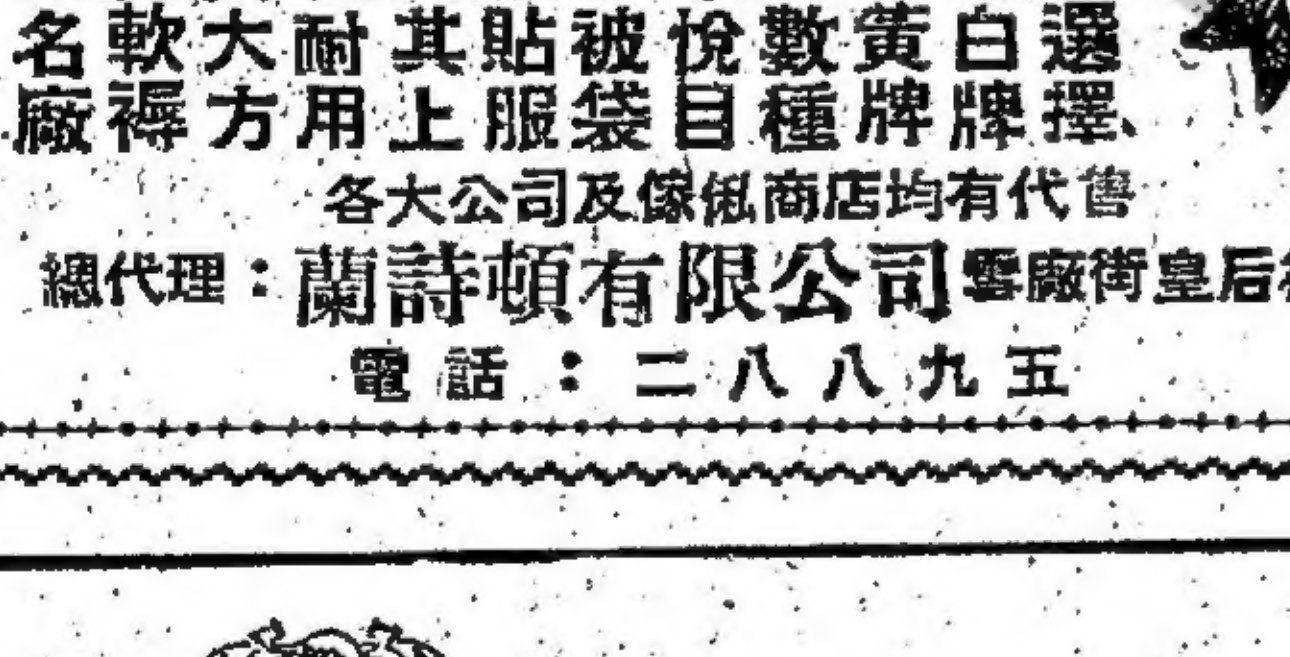 名軟大耐其貼被悅數黃白選
廠褥方用上服袋目種牌牌擇、
各大公司及傢俬商店均有代售
總代理：蘭詩頓有限公司雪廠街皇后
電話：二八八九五